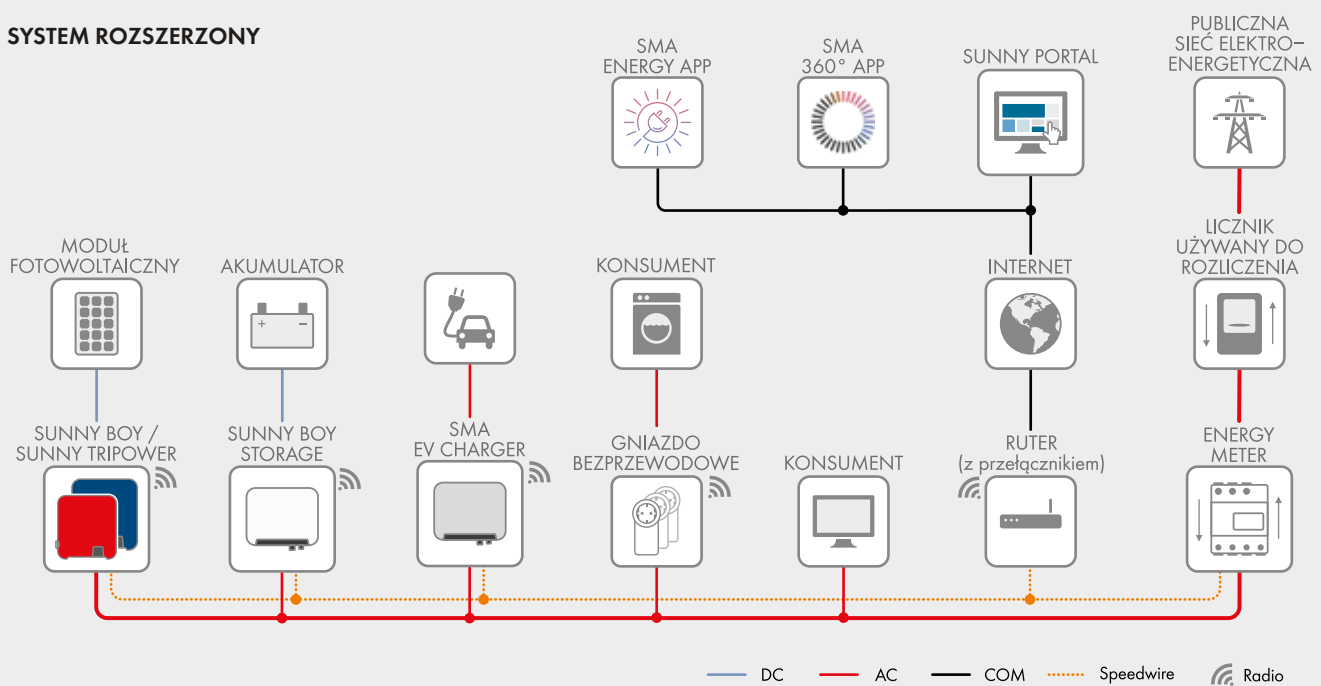 SYSTEM ROZSZERZONY
SMA
ENERGY APP
SMA
360° APP
SUNNY PORTAL
PUBLICZNA
SIEĆ ELEKTRO–
ENERGETYCZNA
MODUŁ
FOTOWOLTAICZNY
AKUMULATOR
KONSUMENT
INTERNET
LICZNIK
UŻYWANY DO
ROZLICZENIA
SUNNY BOY /
SUNNY TRIPOWER
SUNNY BOY
STORAGE
SMA
EV CHARGER
GNIAZDO
BEZPRZEWODOWE
KONSUMENT
RUTER
(z przełącznikiem)
ENERGY
METER
DC
AC
COM
Speedwire
Radio